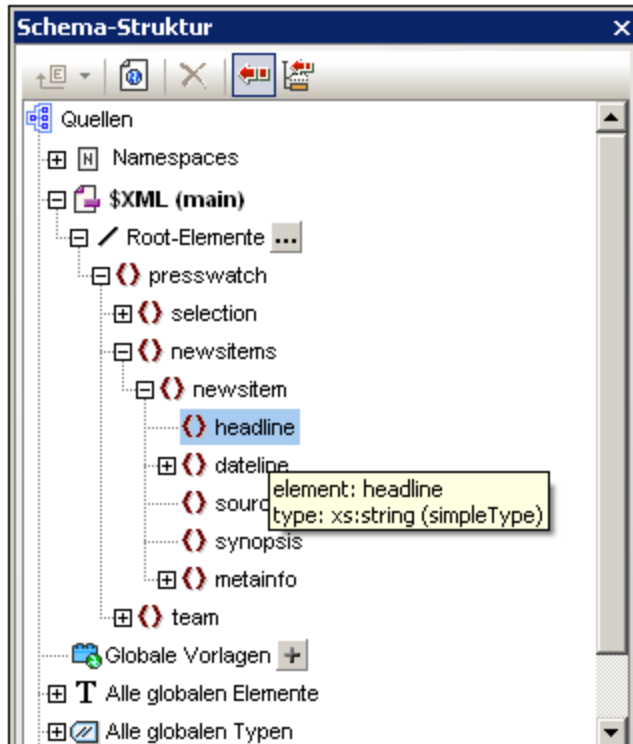 Schema-Struktur
Quellen
Namespaces
$XML (main)
Root-Elemente ...
presswatch
selection
newsitems
newsitem
headline
dateline
element: headline
type: xs:string (simpleType)
synopsis
metainfo
team
Globale Vorlagen
T Alle globalen Elemente
Alle globalen Typen